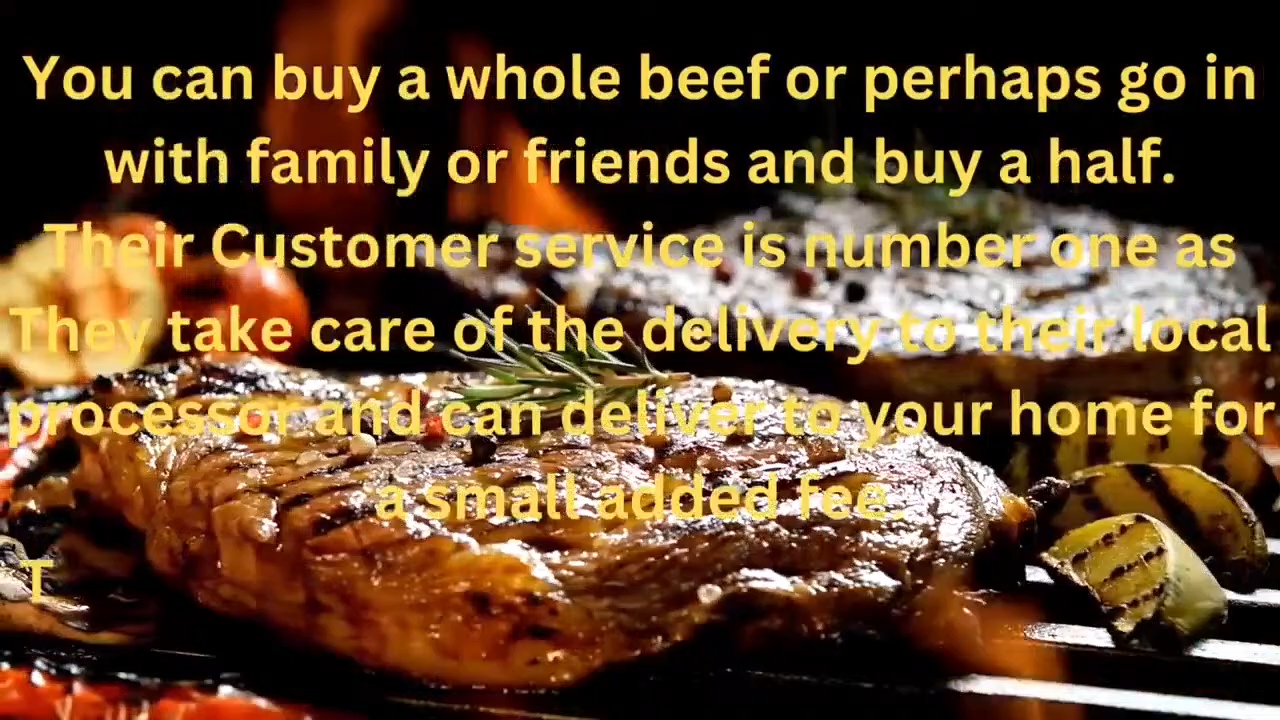 You can buy a whole beef or perhaps go in
with family or friends and buy a half.
Their Customer service is number one as
They take care of the delivery to their local
processor and can deliver to your home for
a small added fee.
T